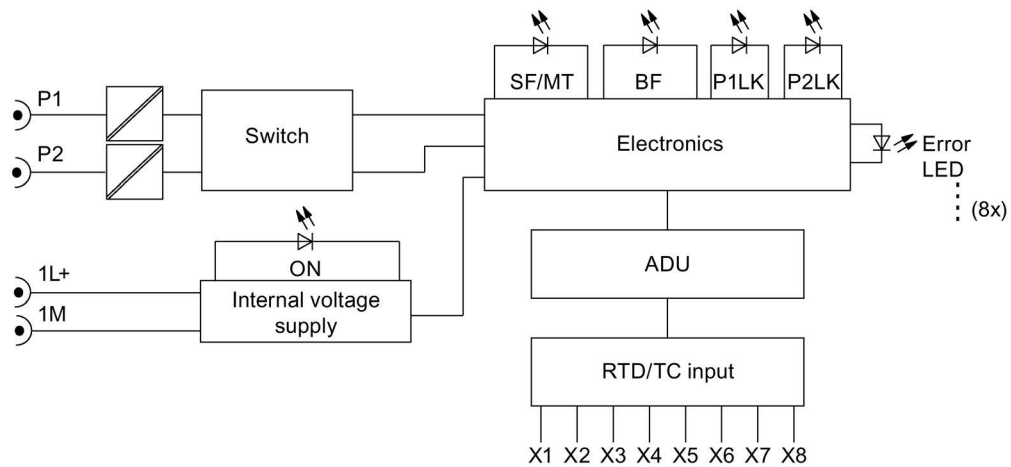 SF/MT
BF
P1LK
P2LK
P1
Switch
Electronics
Error
LED
P2
(8x)
ON
ADU
1L+
Internal voltage
supply
1M
RTD/TC input
X1 X2 X3 X4 X5 X6 X7 X8